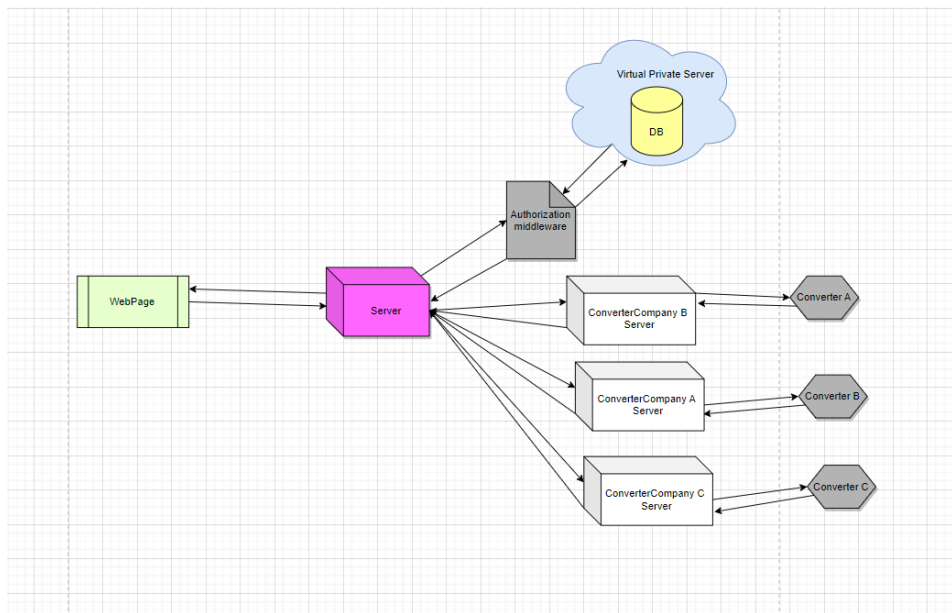 Virtual Private Server
DB
Authorization
middleware
WebPage
Server
ConverterCompany B
Server
Converter A
ConverterCompany A
Server
Converter B
ConverterCompany C
Server
Converter C